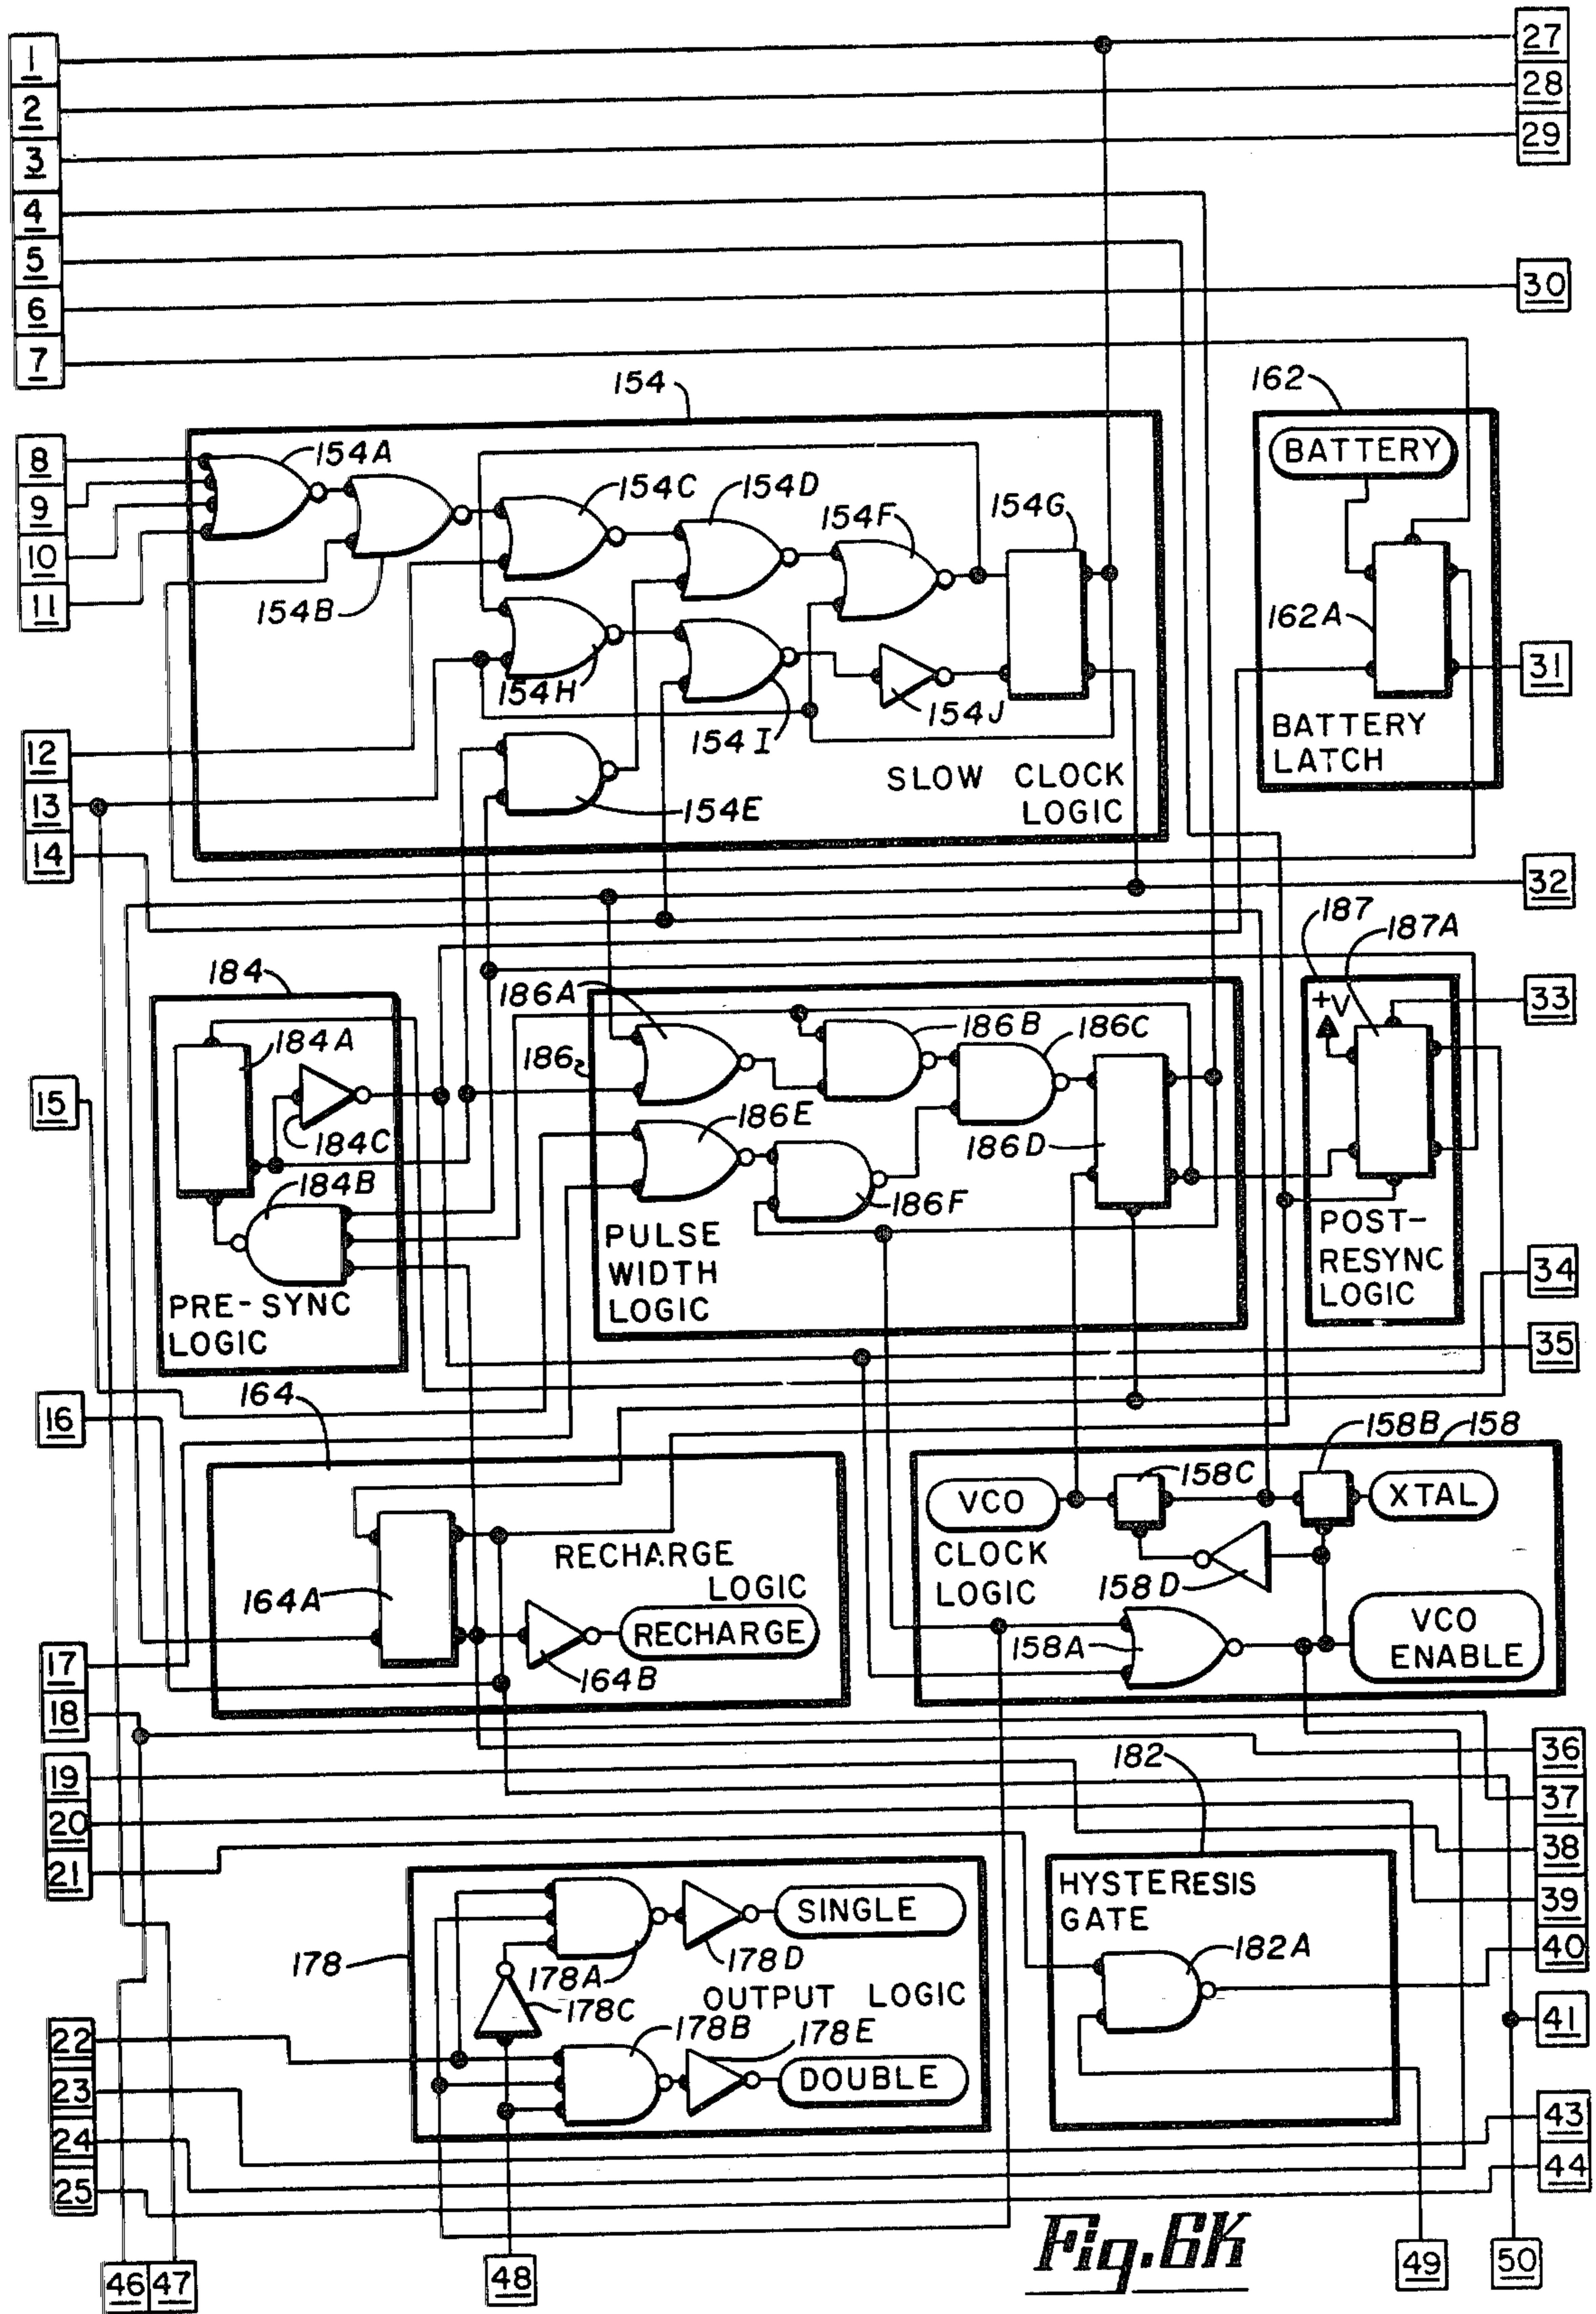 1
27
2
28
3
29
4
5
6
30
7
154
162
8
9
10
11
154A
154B
154C
154D
154F
154G
154H
154I
154J
154E
SLOW CLOCK
LOGIC
BATTERY
162A
BATTERY
LATCH
31
12
13
14
32
187
187A
+V
33
184
184A
184C
184B
PRE-SYNC
LOGIC
15
186A
186
186B
186C
186E
186D
186F
PULSE
WIDTH
LOGIC
POST-
RESYNC
LOGIC
34
35
16
164
164A
RECHARGE
LOGIC
RECHARGE
164B
158B
158
158C
VCO
XTAL
CLOCK
LOGIC
158D
158A
VCO
ENABLE
17
18
19
20
21
36
37
38
39
40
41
182
HYSTERESIS
GATE
182A
178
178A
178D
SINGLE
178C
OUTPUT LOGIC
178B
178E
DOUBLE
22
23
24
25
43
44
46
47
48
49
50
Fig.6K